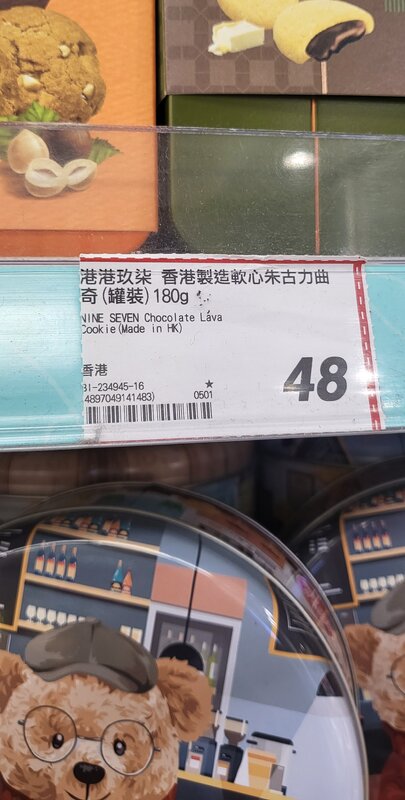 港港玖柒 香港製造軟心朱古力曲
奇(罐裝)180g
NINE SEVEN Chocolate Lava
Cookie(Made in HK)
香港
BI-234945-16 ★
(4897049141483) 0501
48